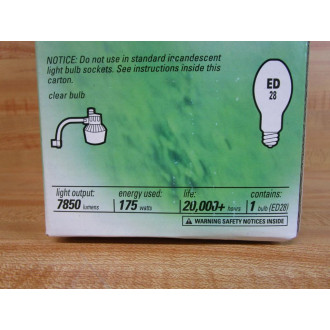 NOTICE: Do not use in standard incandescent
light bulb sockets. See instructions inside this
carton.
clear bulb
ED
28
light output:
7850 lumens
energy used:
175 watts
life:
20,000+ hours
contains:
1 bulb (ED28)
WARNING SAFETY NOTICES INSIDE